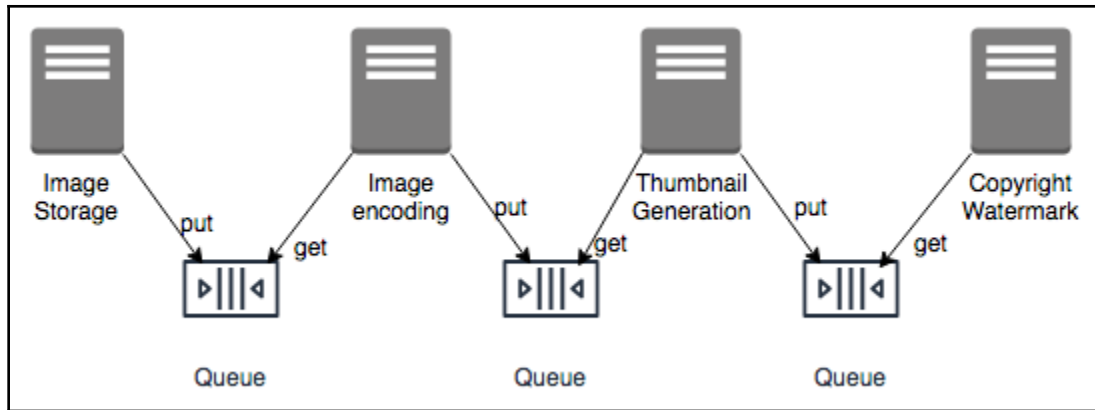 Image
Storage
Image
encoding
Thumbnail
Generation
Copyright
Watermark
put
get
put
get
put
get
Queue
Queue
Queue